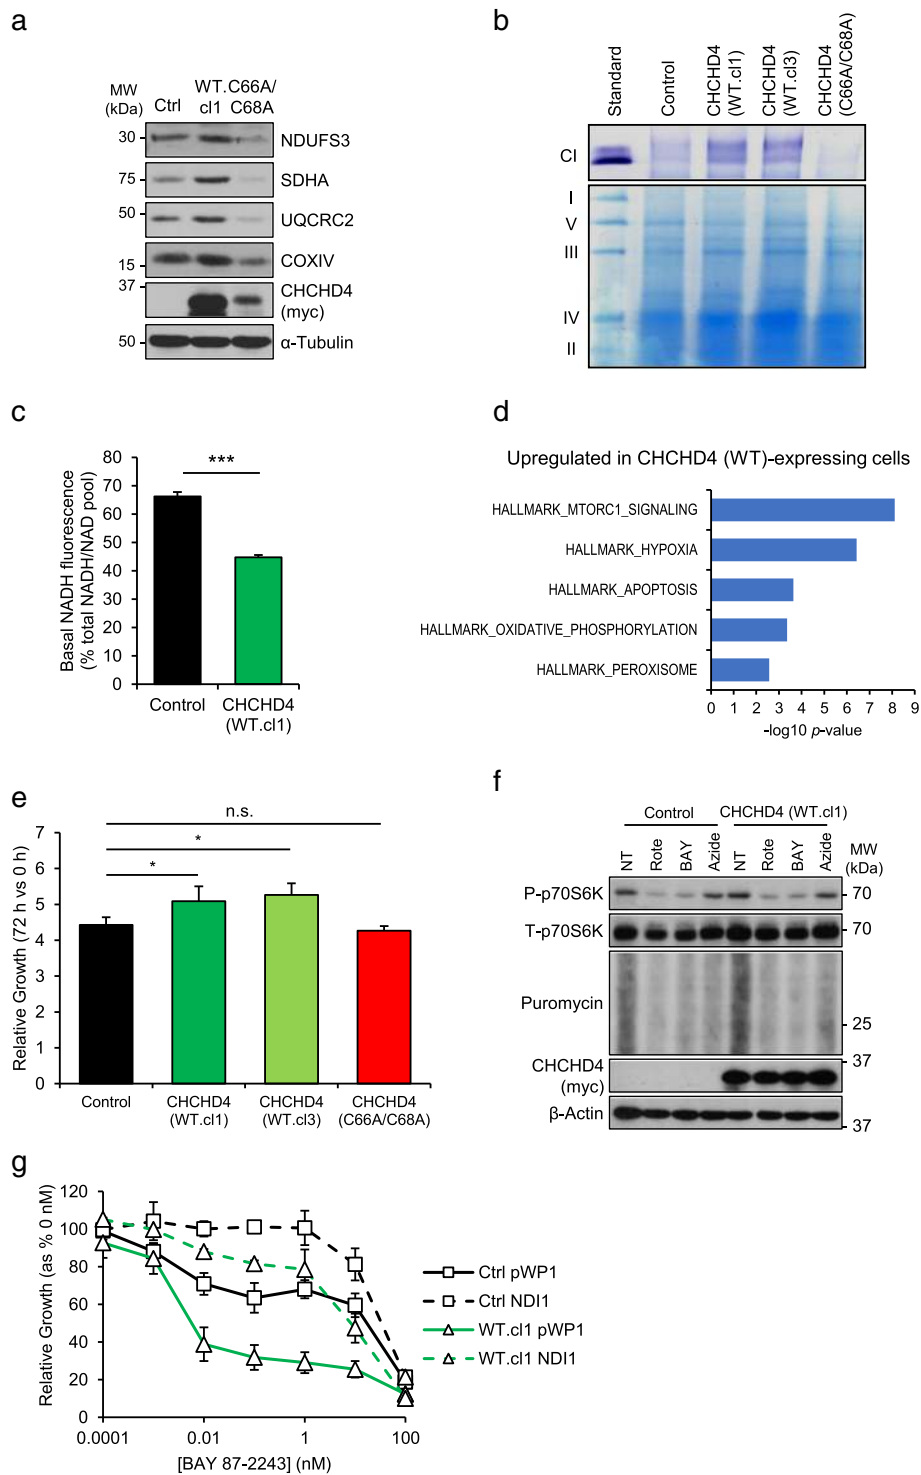 a
MW
(kDa)
Ctrl
WT.
cl1
C66A/
C68A
30
NDUFS3
75
SDHA
50
UQCRC2
15
COXIV
37
CHCHD4
(myc)
50
α-Tubulin
b
Standard
Control
CHCHD4
(WT.cl1)
CHCHD4
(WT.cl3)
CHCHD4
(C66A/C68A)
CI
I
V
III
IV
II
c
Basal NADH fluorescence
(% total NADH/NAD pool)
80
70
60
50
40
30
20
10
0
***
Control
CHCHD4
(WT.cl1)
d
Upregulated in CHCHD4 (WT)-expressing cells
HALLMARK_MTORC1_SIGNALING
HALLMARK_HYPOXIA
HALLMARK_APOPTOSIS
HALLMARK_OXIDATIVE_PHOSPHORYLATION
HALLMARK_PEROXISOME
0 1 2 3 4 5 6 7 8 9
-log10 p-value
e
Relative Growth (72 h vs 0 h)
7
6
5
4
3
2
1
0
n.s.
*
*
Control
CHCHD4
(WT.cl1)
CHCHD4
(WT.cl3)
CHCHD4
(C66A/C68A)
f
Control
CHCHD4 (WT.cl1)
NT
Rote
BAY
Azide
NT
Rote
BAY
Azide
MW
(kDa)
P-p70S6K
70
T-p70S6K
70
Puromycin
25
CHCHD4
(myc)
37
β-Actin
37
g
Relative Growth (as % 0 nM)
120
100
80
60
40
20
0
0.0001 0.01 1 100
[BAY 87-2243] (nM)
Ctrl pWP1
Ctrl NDI1
WT.cl1 pWP1
WT.cl1 NDI1